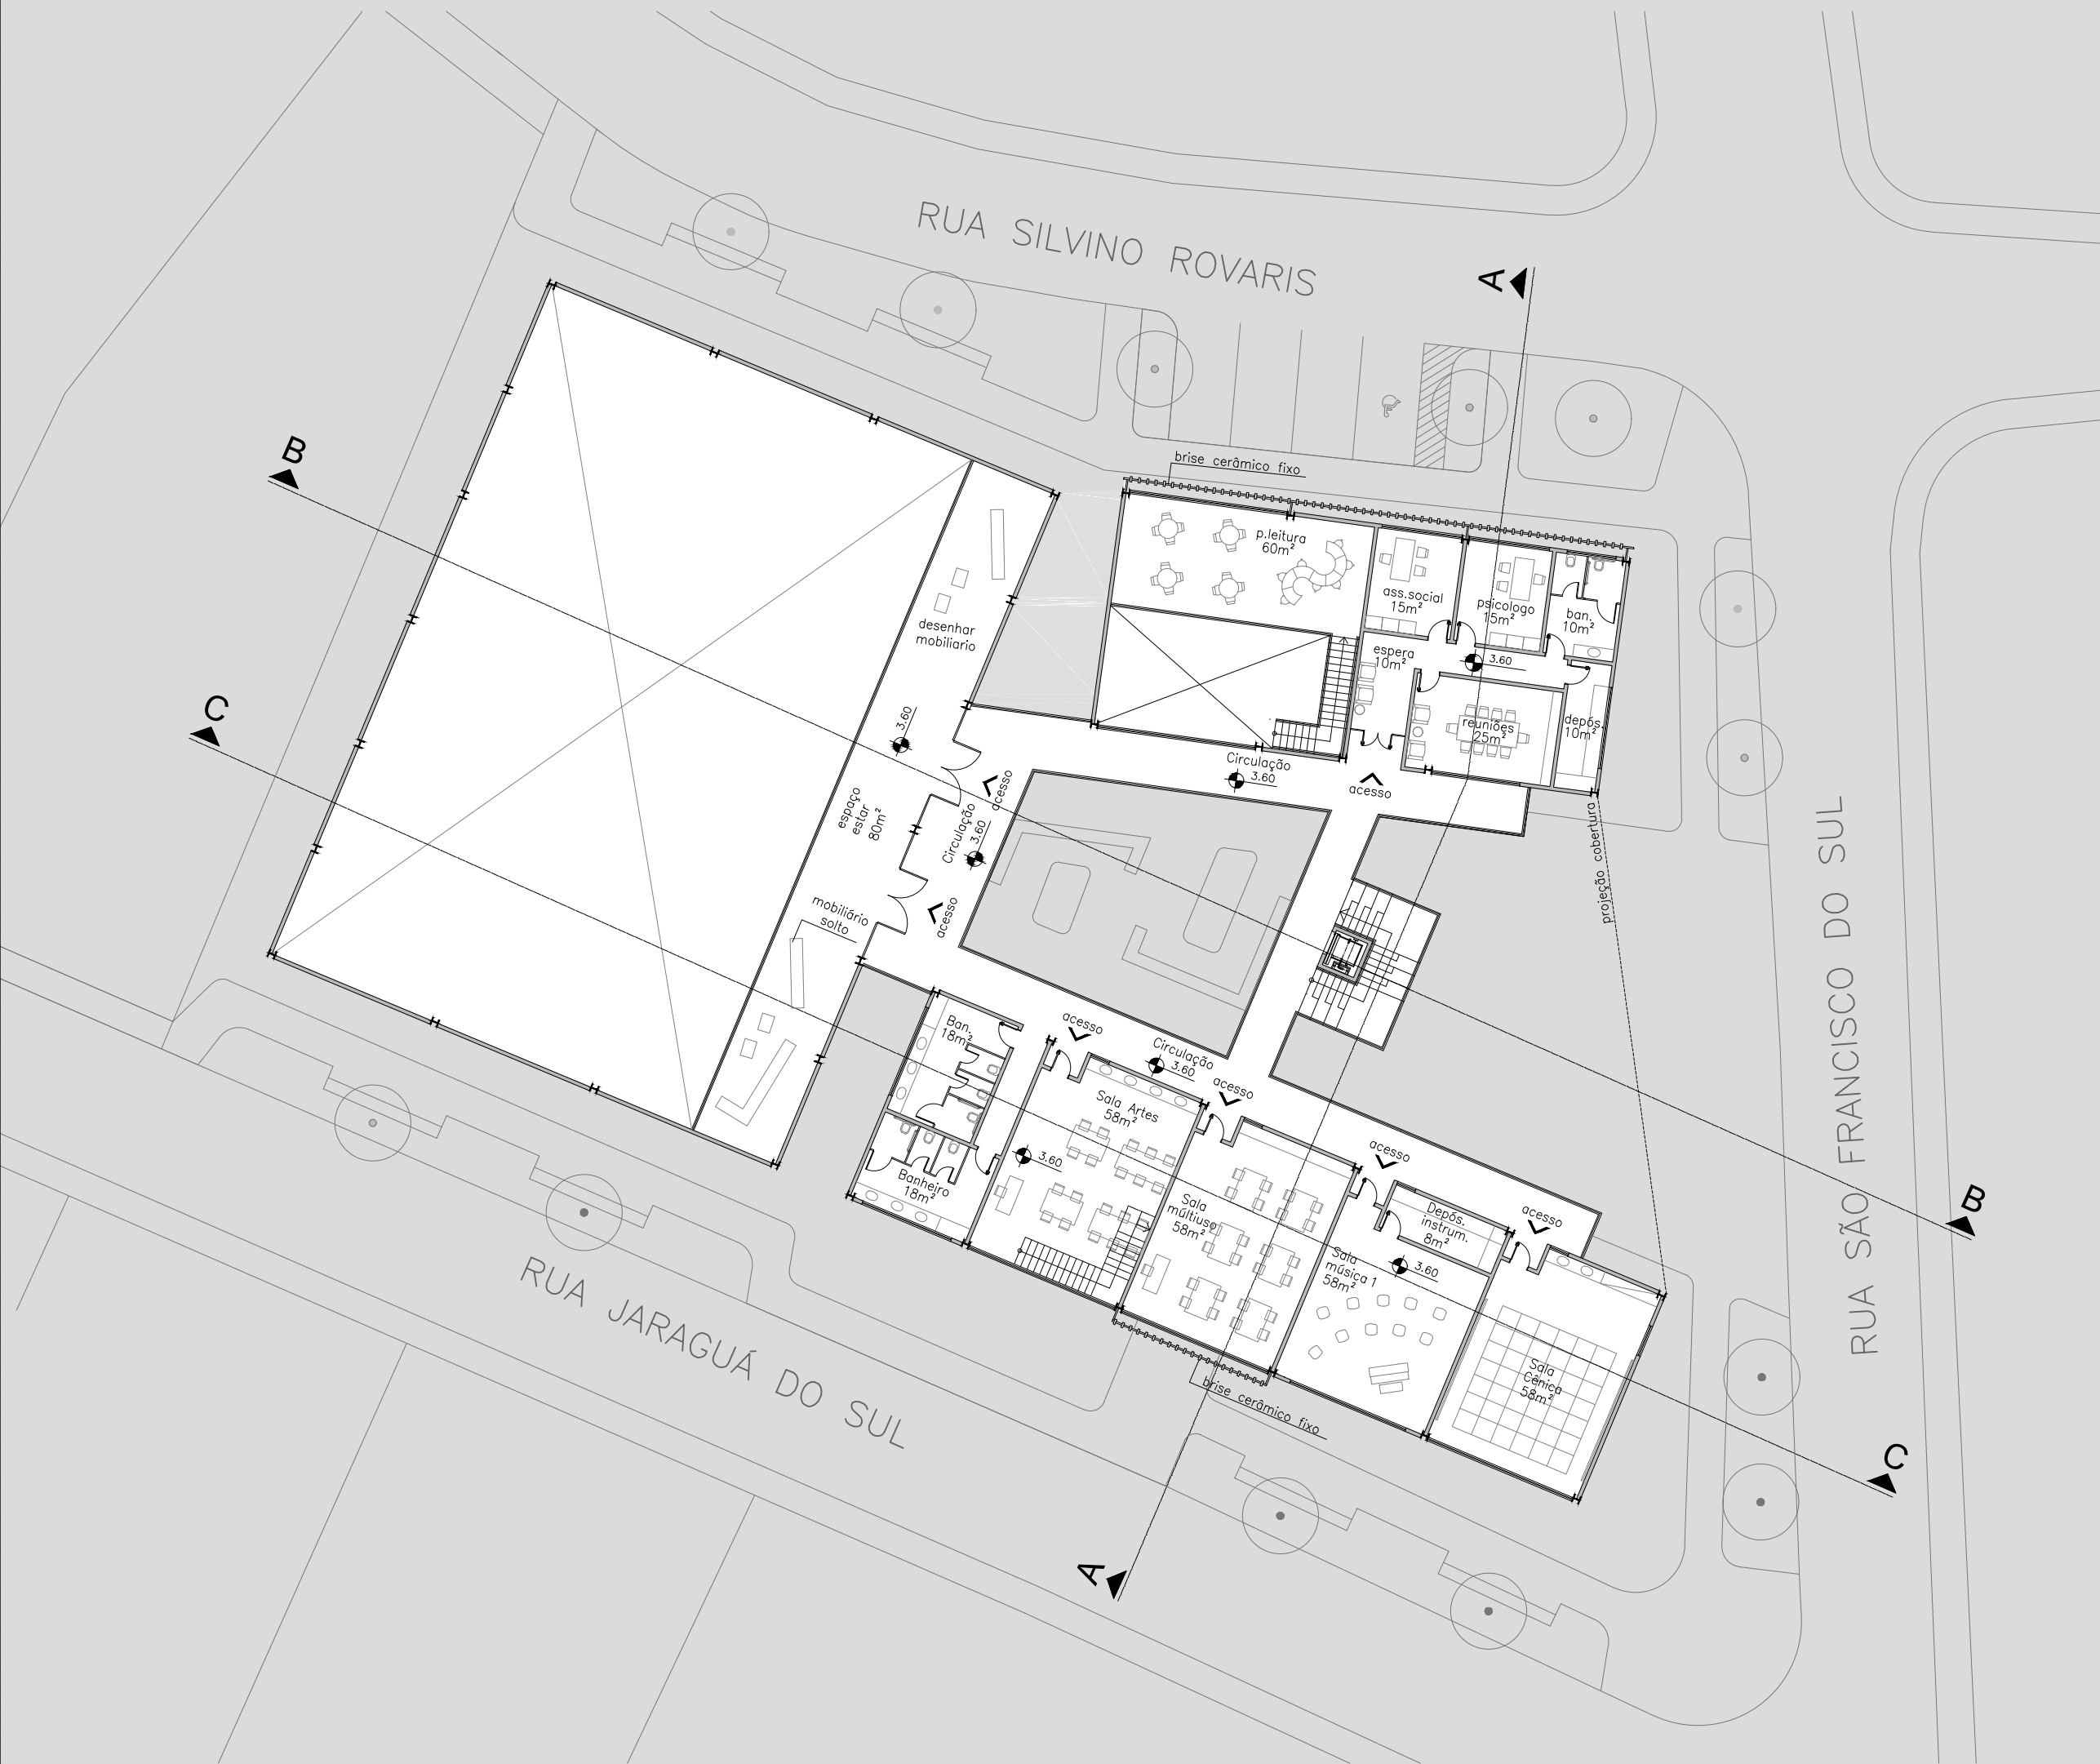 RUA SILVINO ROVARIS
A
brise cerâmico fixo
B
p.leitura
60m²
ass.social
15m²
psicologo
15m²
ban.
10m²
desenhar
mobiliario
espera
10m²
3.60
C
3.60
reuniões
25m²
depós.
10m²
Circulação
3.60
acesso
acesso
espaço
estar
80m²
Circulação
3.60
projeção cobertura
RUA SÃO FRANCISCO DO SUL
mobiliário
solto
acesso
Ban.
18m²
acesso
Circulação
3.60
acesso
Sala Artes
58m²
3.60
acesso
Banheiro
18m²
Sala
múltiuso
58m²
Depós.
instrum.
8m²
acesso
B
Sala
música 1
58m²
3.60
RUA JARAGUÁ DO SUL
Sala
Cênica
58m²
brise cerâmico fixo
C
A